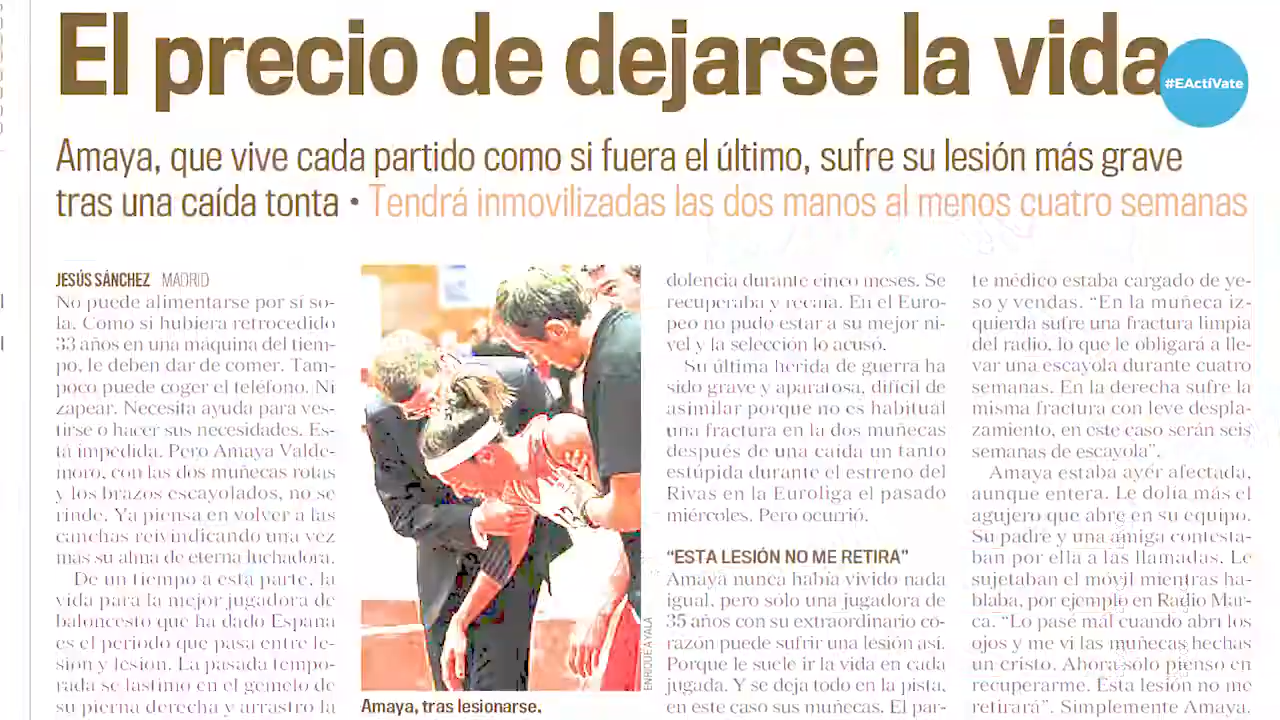 El precio de dejarse la vida
#EActíVate
Amaya, que vive cada partido como si fuera el último, sufre su lesión más grave
tras una caída tonta • Tendrá inmovilizadas las dos manos al menos cuatro semanas
JESÚS SÁNCHEZ MADRID
No puede alimentarse por sí so-
la. Como si hubiera retrocedido
33 años en una máquina del tiem-
po, le deben dar de comer. Tam-
poco puede coger el teléfono. Ni
zapear. Necesita ayuda para ves-
tirse o hacer sus necesidades. Es-
tá impedida. Pero Amaya Valde-
moro, con las dos muñecas rotas
y los brazos escayolados, no se
rinde. Ya piensa en volver a las
canchas reivindicando una vez
más su alma de eterna luchadora.
De un tiempo a esta parte, la
vida para la mejor jugadora de
baloncesto que ha dado España
es el periodo que pasa entre le-
sión y lesión. La pasada tempo-
rada se lastimó en el gemelo de
su pierna derecha y arrastró la
ENRIQUE AYALA
Amaya, tras lesionarse.
dolencia durante cinco meses. Se
recuperaba y recaía. En el Euro-
peo no pudo estar a su mejor ni-
vel y la selección lo acusó.
Su última herida de guerra ha
sido grave y aparatosa, difícil de
asimilar porque no es habitual
una fractura en la dos muñecas
después de una caída un tanto
estúpida durante el estreno del
Rivas en la Euroliga el pasado
miércoles. Pero ocurrió.
“ESTA LESIÓN NO ME RETIRA”
Amaya nunca había vivido nada
igual, pero sólo una jugadora de
35 años con su extraordinario co-
razón puede sufrir una lesión así.
Porque le suele ir la vida en cada
jugada. Y se deja todo en la pista,
en este caso sus muñecas. El par-
te médico estaba cargado de ye-
so y vendas. “En la muñeca iz-
quierda sufre una fractura limpia
del radio, lo que le obligará a lle-
var una escayola durante cuatro
semanas. En la derecha sufre la
misma fractura con leve despla-
zamiento, en este caso serán seis
semanas de escayola”.
Amaya estaba ayer afectada,
aunque entera. Le dolía más el
agujero que abre en su equipo.
Su padre y una amiga contesta-
ban por ella a las llamadas. Le
sujetaban el móvil mientras ha-
blaba, por ejemplo en Radio Mar-
ca. “Lo pasé mal cuando abrí los
ojos y me vi las muñecas hechas
un cristo. Ahora sólo pienso en
recuperarme. Esta lesión no me
retirará”. Simplemente Amaya.